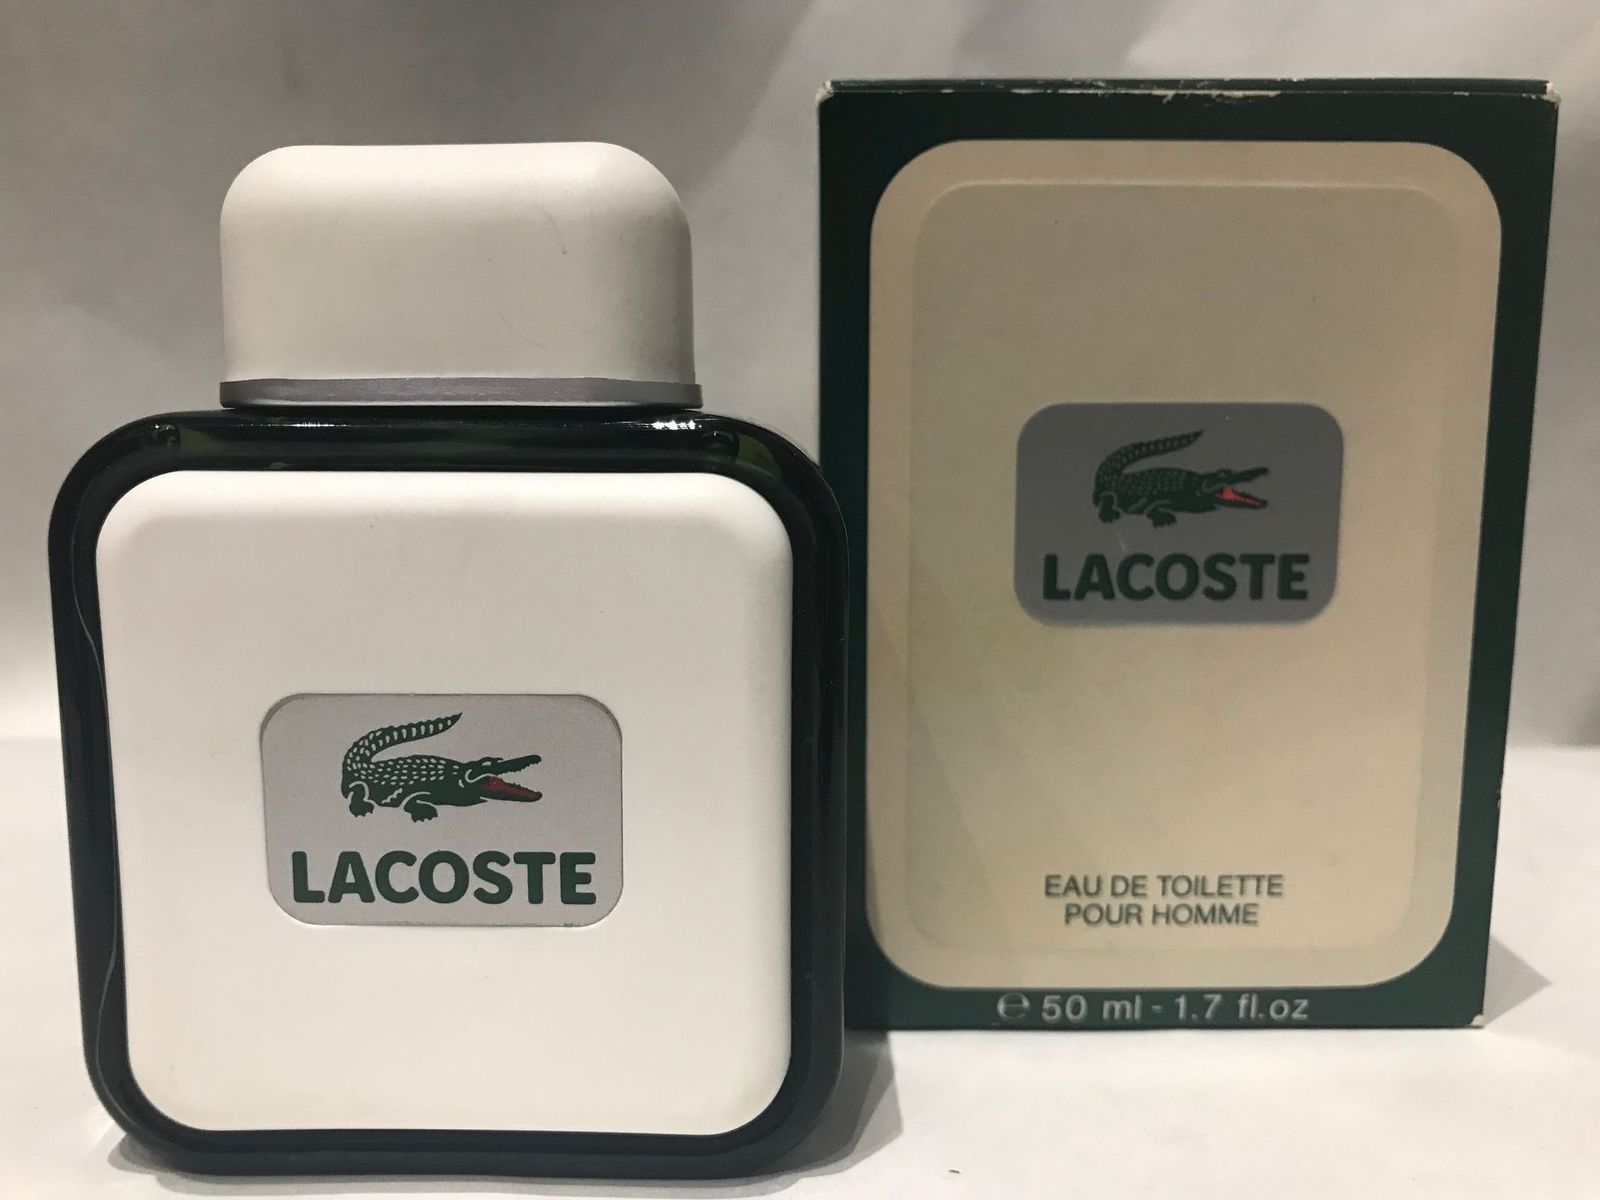 LACOSTE
LACOSTE
EAU DE TOILETTE
POUR HOMME
℮ 50 ml - 1.7 fl.oz